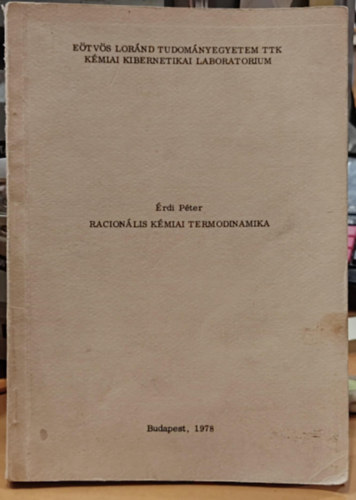 EÖTVÖS LORÁND TUDOMÁNYEGYETEM TTK
KÉMIAI KIBERNETIKAI LABORATORIUM
Érdi Péter
RACIONÁLIS KÉMIAI TERMODINAMIKA
Budapest, 1978